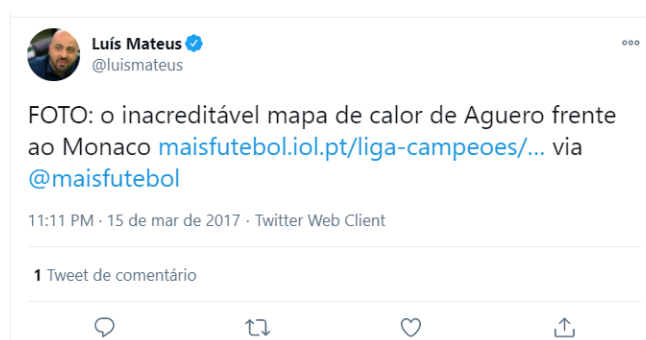 Luís Mateus
@luismateus
FOTO: o inacreditável mapa de calor de Aguero frente
ao Monaco maisfutebol.iol.pt/liga-campeoes/... via
@maisfutebol
11:11 PM · 15 de mar de 2017 · Twitter Web Client
1 Tweet de comentário